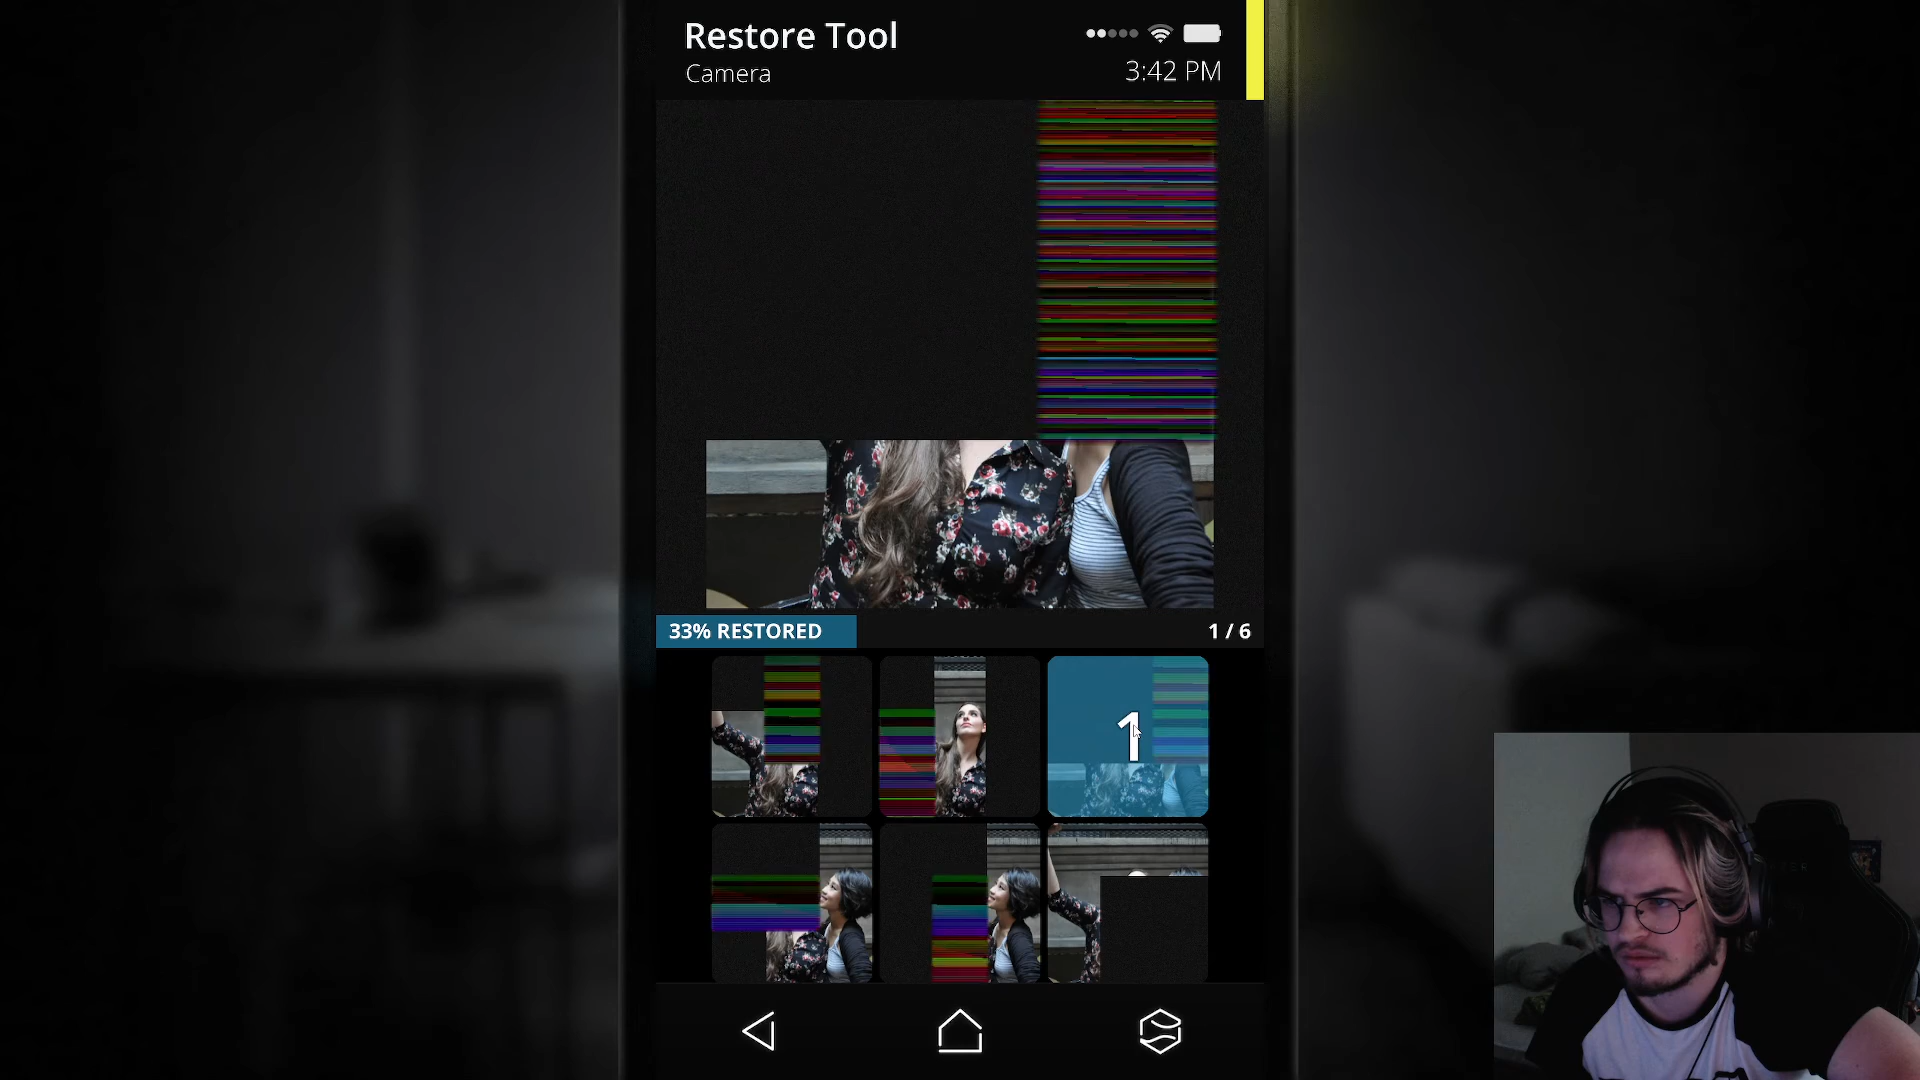 Restore Tool
Camera
3:42 PM
33% RESTORED
1 / 6
1